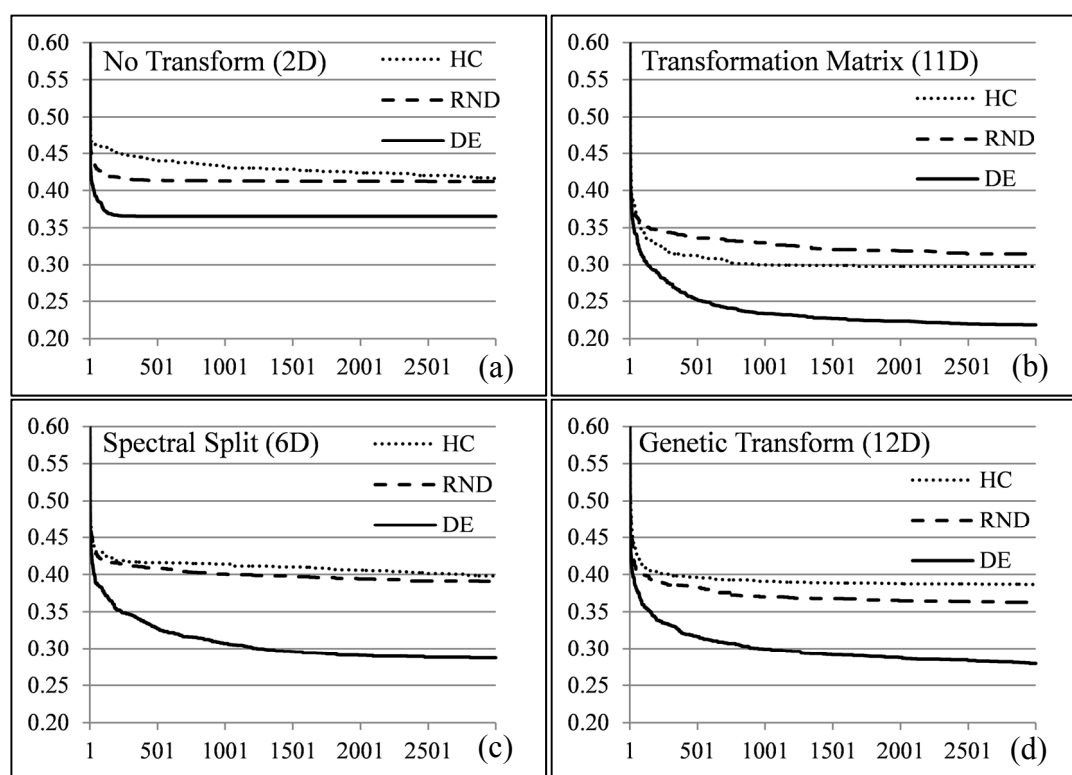 No Transform (2D)
HC
RND
DE
0.60
0.55
0.50
0.45
0.40
0.35
0.30
0.25
0.20
1 501 1001 1501 2001 2501
(a)
Transformation Matrix (11D)
HC
RND
DE
0.60
0.55
0.50
0.45
0.40
0.35
0.30
0.25
0.20
1 501 1001 1501 2001 2501
(b)
Spectral Split (6D)
HC
RND
DE
0.60
0.55
0.50
0.45
0.40
0.35
0.30
0.25
0.20
1 501 1001 1501 2001 2501
(c)
Genetic Transform (12D)
HC
RND
DE
0.60
0.55
0.50
0.45
0.40
0.35
0.30
0.25
0.20
1 501 1001 1501 2001 2501
(d)